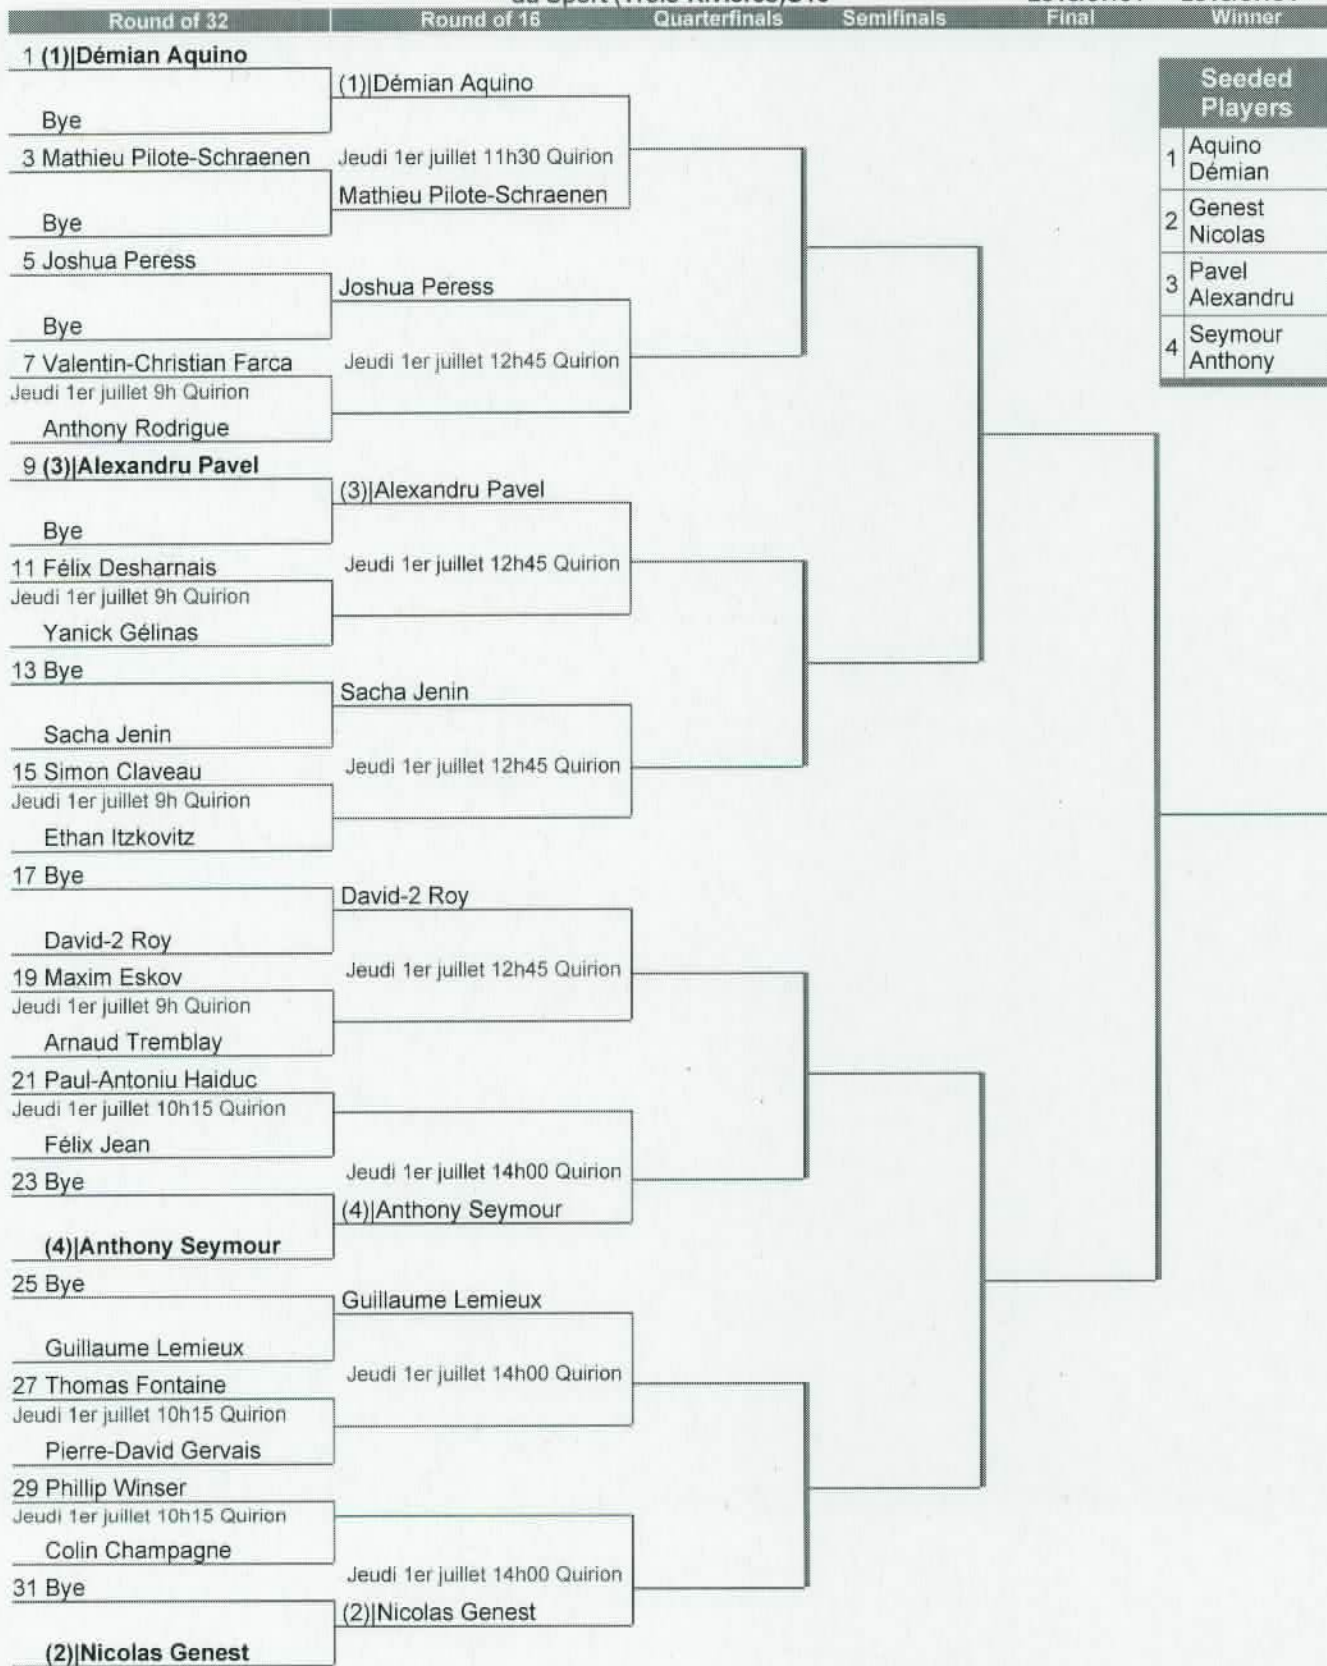 du Sport (Trois-Rivières)
Round of 32 Round of 16 Quarterfinals Semifinals Final Winner
1 (1)|Démian Aquino
Bye
3 Mathieu Pilote-Schraenen
Bye
5 Joshua Peress
Bye
7 Valentin-Christian Farca
Jeudi 1er juillet 9h Quirion
Anthony Rodrigue
9 (3)|Alexandru Pavel
Bye
11 Félix Desharnais
Jeudi 1er juillet 9h Quirion
Yanick Gélinas
13 Bye
Sacha Jenin
15 Simon Claveau
Jeudi 1er juillet 9h Quirion
Ethan Itzkovitz
17 Bye
David-2 Roy
19 Maxim Eskov
Jeudi 1er juillet 9h Quirion
Arnaud Tremblay
21 Paul-Antoniu Haiduc
Jeudi 1er juillet 10h15 Quirion
Félix Jean
23 Bye
(4)|Anthony Seymour
25 Bye
Guillaume Lemieux
27 Thomas Fontaine
Jeudi 1er juillet 10h15 Quirion
Pierre-David Gervais
29 Phillip Winser
Jeudi 1er juillet 10h15 Quirion
Colin Champagne
31 Bye
(2)|Nicolas Genest
(1)|Démian Aquino
Jeudi 1er juillet 11h30 Quirion
Mathieu Pilote-Schraenen
Joshua Peress
Jeudi 1er juillet 12h45 Quirion
(3)|Alexandru Pavel
Jeudi 1er juillet 12h45 Quirion
Sacha Jenin
Jeudi 1er juillet 12h45 Quirion
David-2 Roy
Jeudi 1er juillet 12h45 Quirion
Jeudi 1er juillet 14h00 Quirion
(4)|Anthony Seymour
Guillaume Lemieux
Jeudi 1er juillet 14h00 Quirion
Jeudi 1er juillet 14h00 Quirion
(2)|Nicolas Genest
Seeded
Players
1 Aquino
Démian
2 Genest
Nicolas
3 Pavel
Alexandru
4 Seymour
Anthony